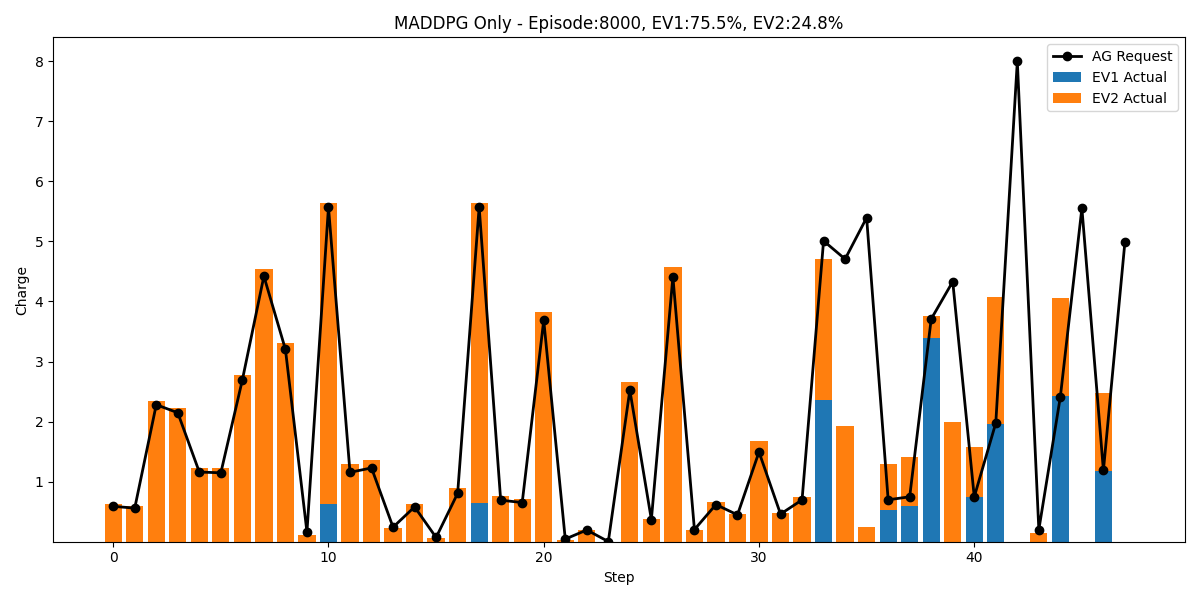 MADDPG Only - Episode:8000, EV1:75.5%, EV2:24.8%
AG Request
EV1 Actual
EV2 Actual
Charge
8
7
6
5
4
3
2
1
0 10 20 30 40
Step